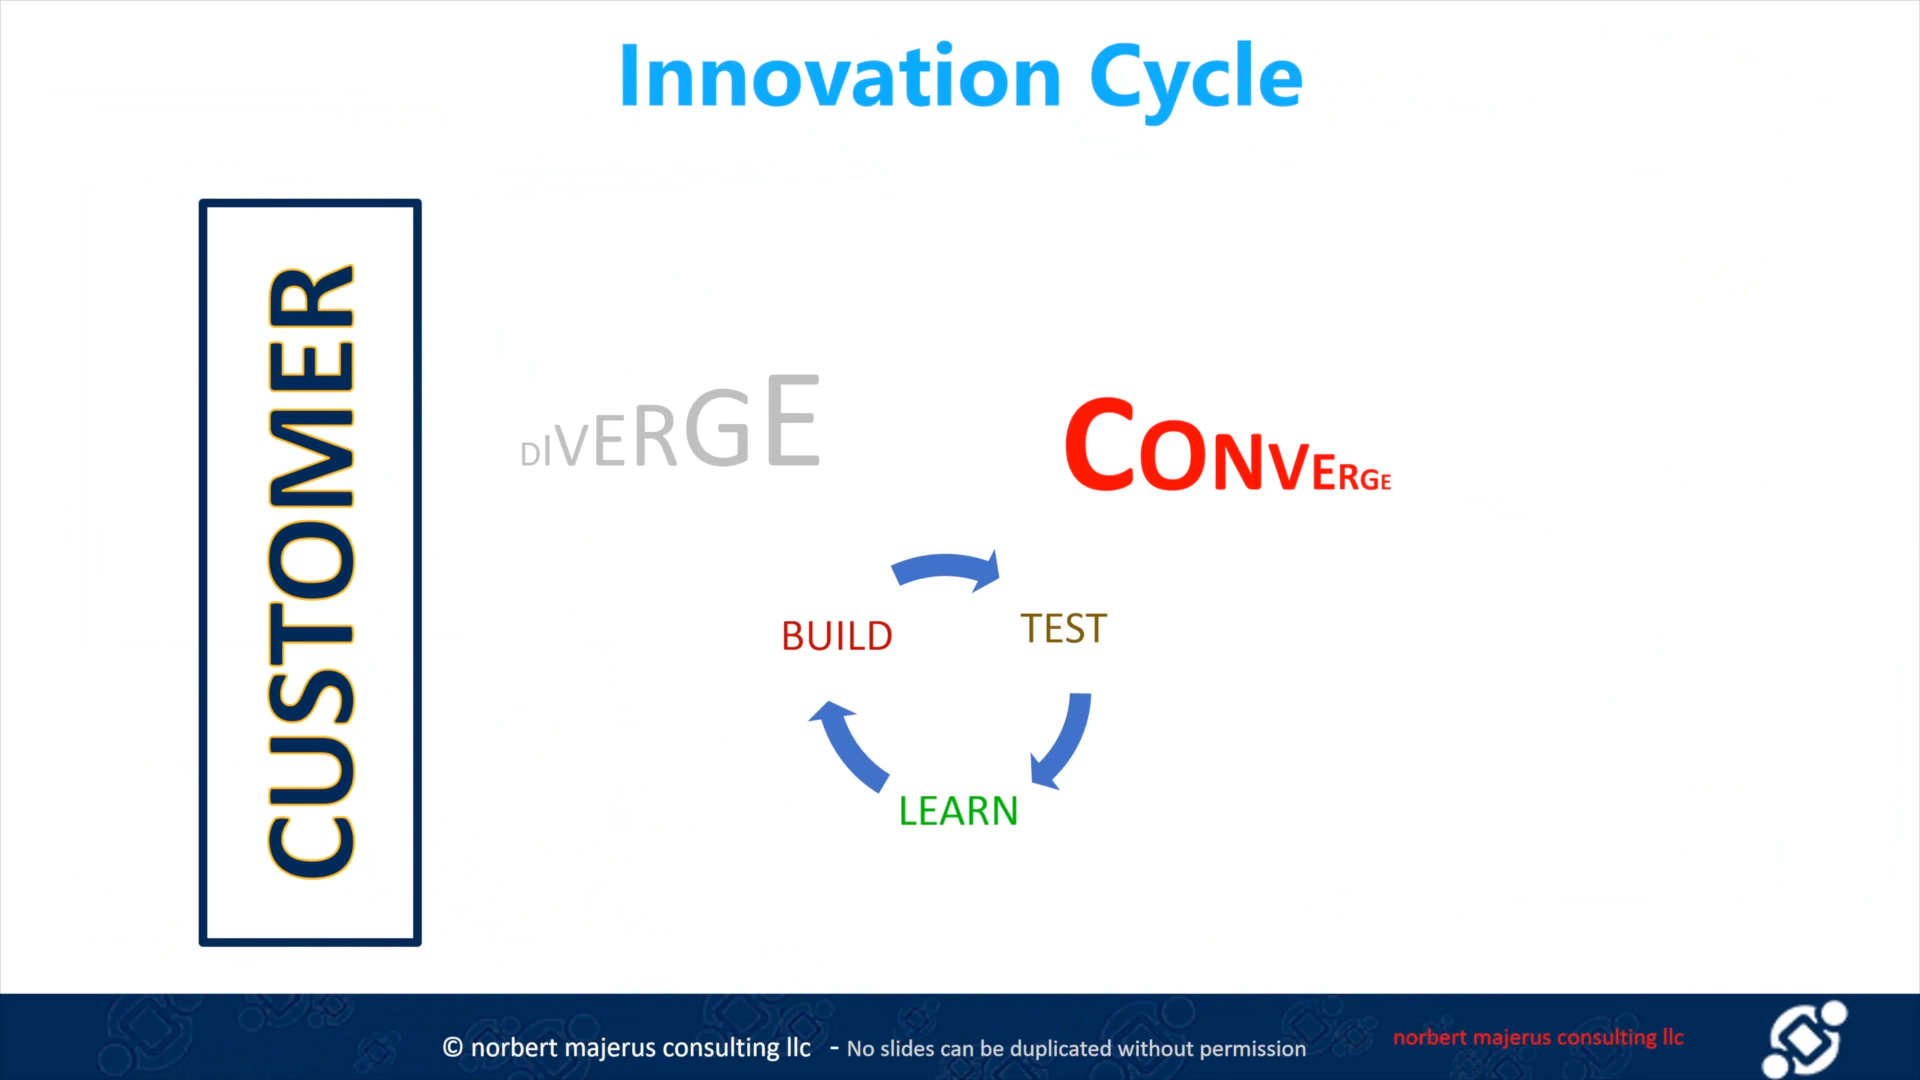 Innovation Cycle
CUSTOMER
DIVERGE
CONVERGE
BUILD
TEST
LEARN
© norbert majerus consulting llc - No slides can be duplicated without permission
norbert majerus consulting llc